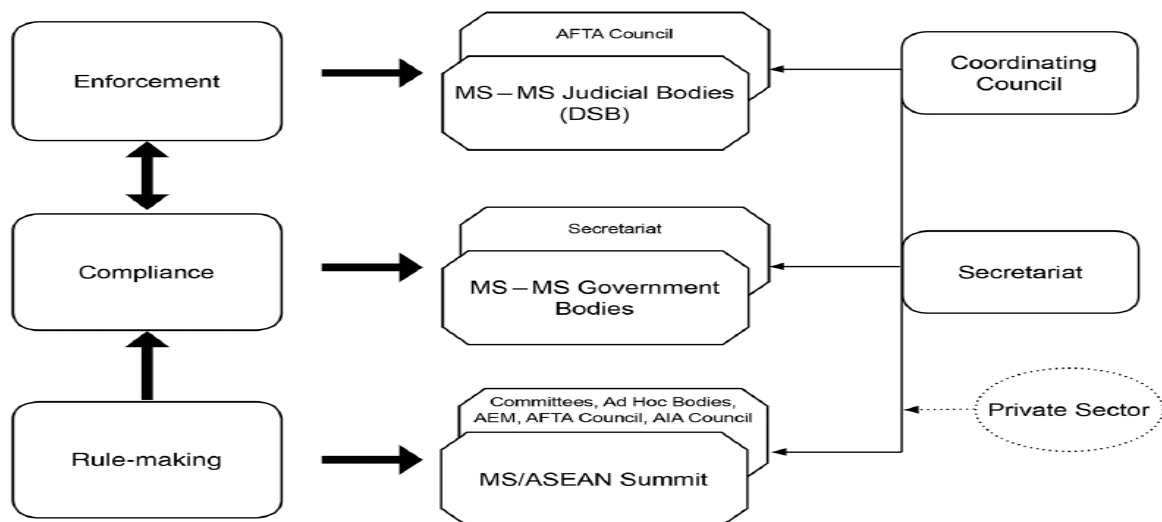 Enforcement
AFTA Council
MS–MS Judicial Bodies
(DSB)
Coordinating
Council
Compliance
Secretariat
MS–MS Government
Bodies
Secretariat
Rule-making
Committees, Ad Hoc Bodies,
AEM, AFTA Council, AIA Council
MS/ASEAN Summit
Private Sector